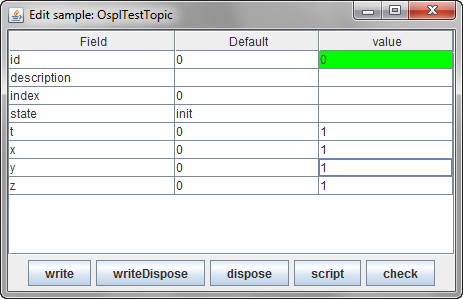 Edit sample: OsplTestTopic
Field Default value
id 0 0
description
index 0
state init
t 0 1
x 0 1
y 0 1
z 0 1
write writeDispose dispose script check